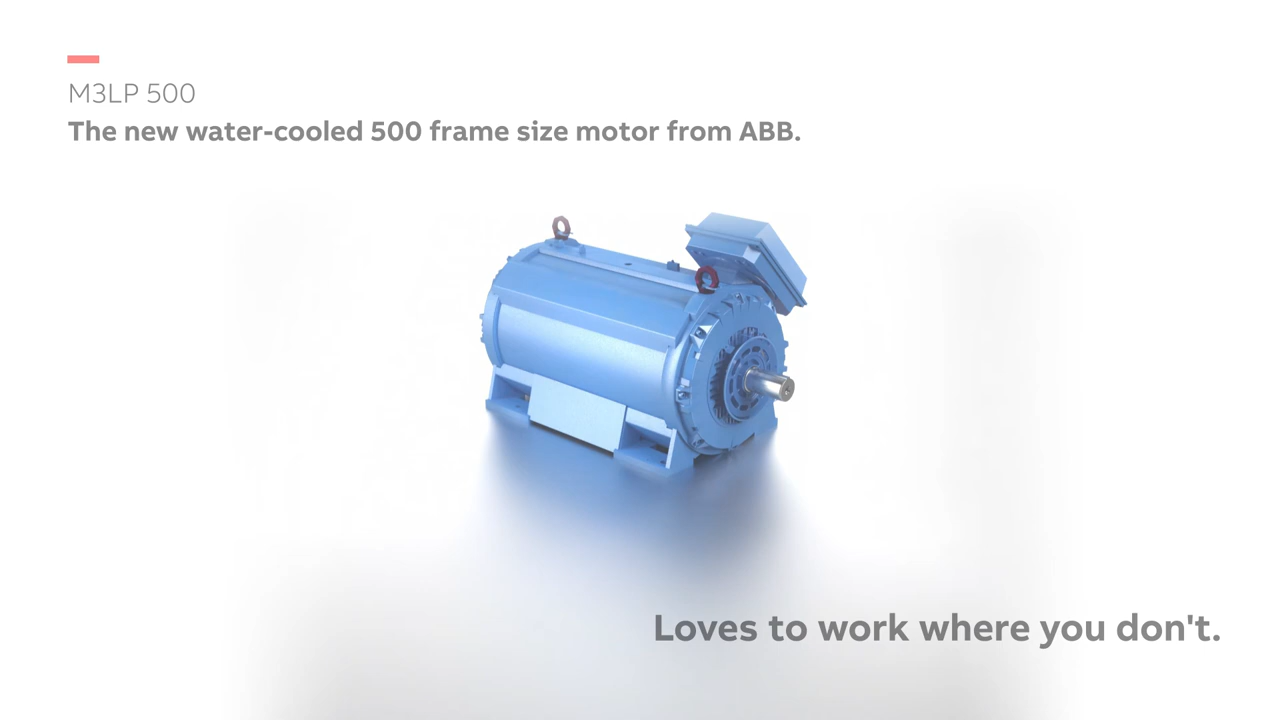 M3LP 500
The new water-cooled 500 frame size motor from ABB.
Loves to work where you don't.